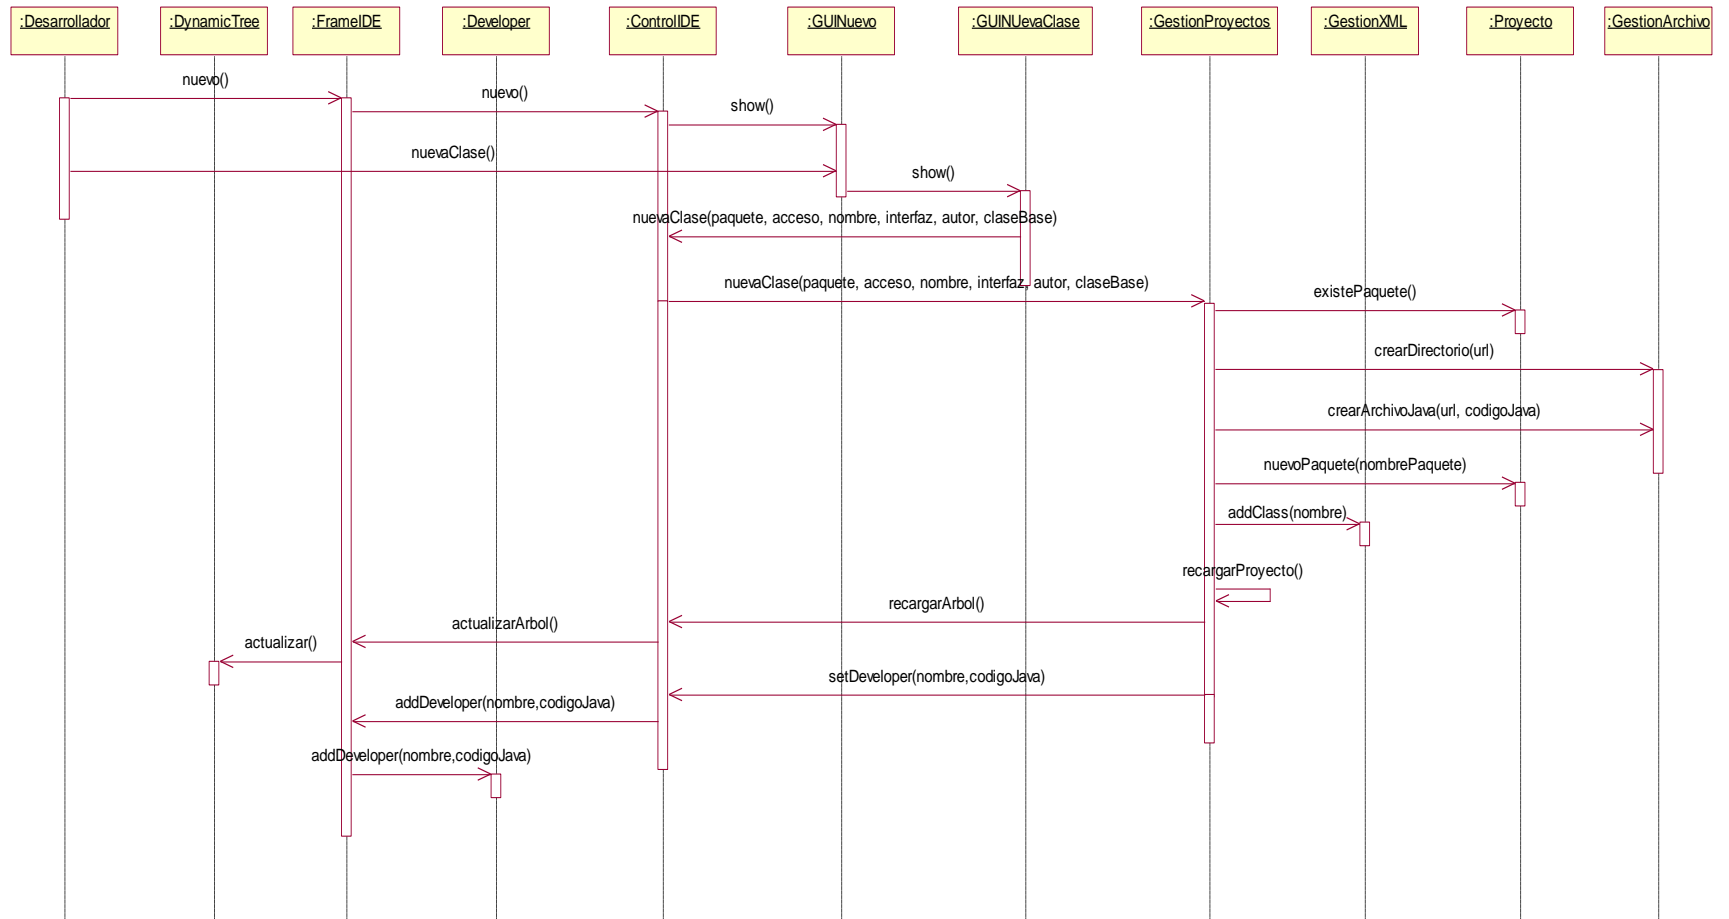 :Desarrollador
:DynamicTree
:FrameIDE
:Developer
:ControlIDE
:GUINuevo
:GUINUevaClase
:GestionProyectos
:GestionXML
:Proyecto
:GestionArchivo
nuevo()
nuevo()
show()
nuevaClase()
show()
nuevaClase(paquete, acceso, nombre, interfaz, autor, claseBase)
nuevaClase(paquete, acceso, nombre, interfaz, autor, claseBase)
existePaquete()
crearDirectorio(url)
crearArchivoJava(url, codigoJava)
nuevoPaquete(nombrePaquete)
addClass(nombre)
recargarProyecto()
recargarArbol()
actualizarArbol()
actualizar()
setDeveloper(nombre,codigoJava)
addDeveloper(nombre,codigoJava)
addDeveloper(nombre,codigoJava)